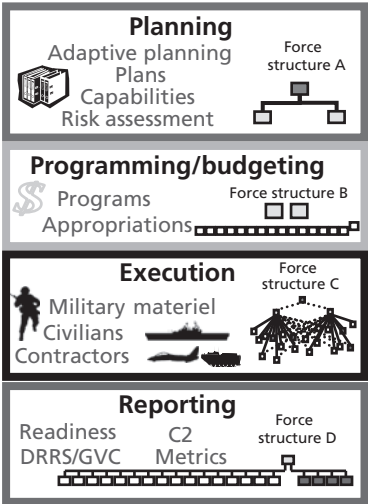 Planning
Adaptive planning
Plans
Capabilities
Risk assessment
Force
structure A
Programming/budgeting
$ Programs
Appropriations
Force structure B
Execution
Military materiel
Civilians
Contractors
Force
structure C
Reporting
Readiness C2
DRRS/GVC Metrics
Force
structure D